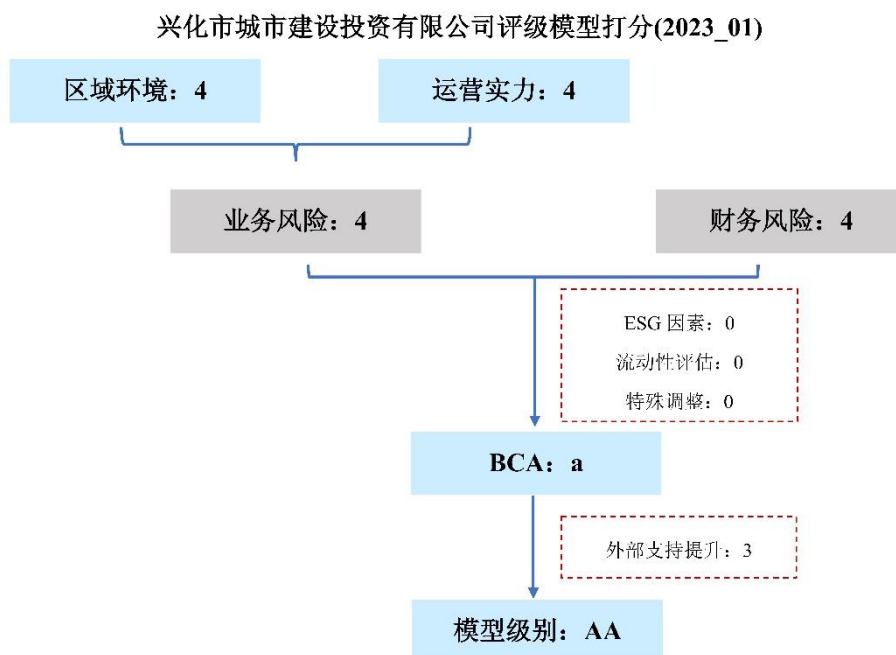 兴化市城市建设投资有限公司评级模型打分(2023_01)
区域环境：4
运营实力：4
业务风险：4
财务风险：4
ESG 因素：0
流动性评估：0
特殊调整：0
BCA：a
外部支持提升：3
模型级别：AA